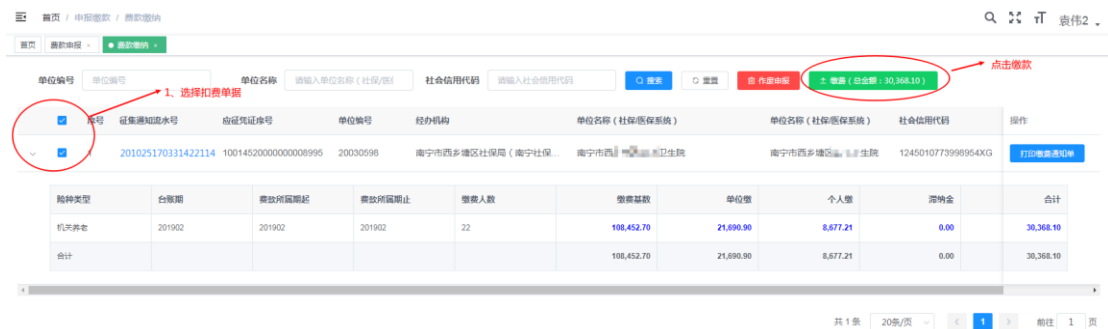 首页 / 申报缴款 / 费款缴纳
袁伟2
首页 费款申报 × 费款缴纳 ×
点击缴款
单位编号 单位编号 单位名称 请输入单位名称(社保/医 社会信用代码 请输入社会信用代码 搜索 重置 作废申报 缴费(总金额:30,368.10)
1、选择扣费单据
序号 征集通知流水号 应征凭证序号 单位编号 经办机构 单位名称(社保/医保系统) 单位名称(社保/医保系统) 社会信用代码 操作
1 201025170331422114 10014520000000008995 20030598 南宁市西乡塘区社保局(南宁社保... 南宁市西 卫生院 南宁市西乡塘区 生院 1245010773998954XG 打印缴费通知单
险种类型 台账期 费款所属期起 费款所属期止 缴费人数 缴费基数 单位缴 个人缴 滞纳金 合计
机关养老 201902 201902 201902 22 108,452.70 21,690.90 8,677.21 0.00 30,368.10
合计 108,452.70 21,690.90 8,677.21 0.00 30,368.10
共 1 条 20条/页 1 前往 1 页